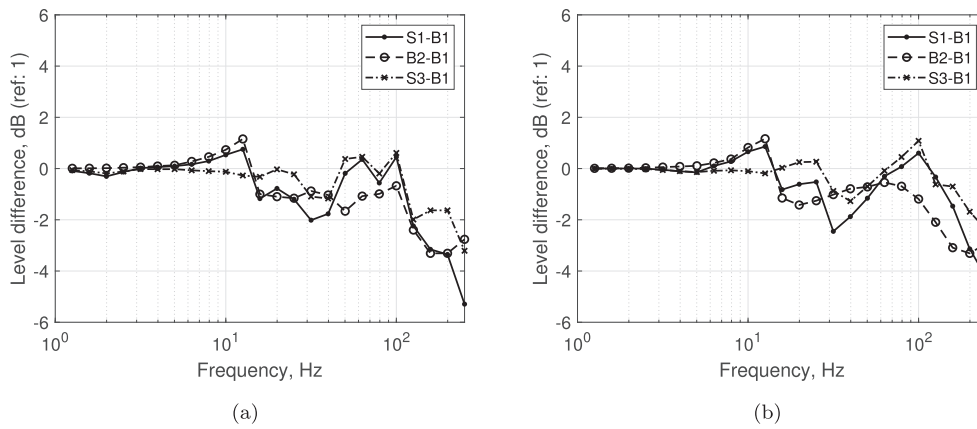 6
4
2
0
-2
-4
-6
Level difference, dB (ref: 1)
10^0
10^1
10^2
Frequency, Hz
S1-B1
B2-B1
S3-B1
(a)
6
4
2
0
-2
-4
-6
Level difference, dB (ref: 1)
10^0
10^1
10^2
Frequency, Hz
S1-B1
B2-B1
S3-B1
(b)